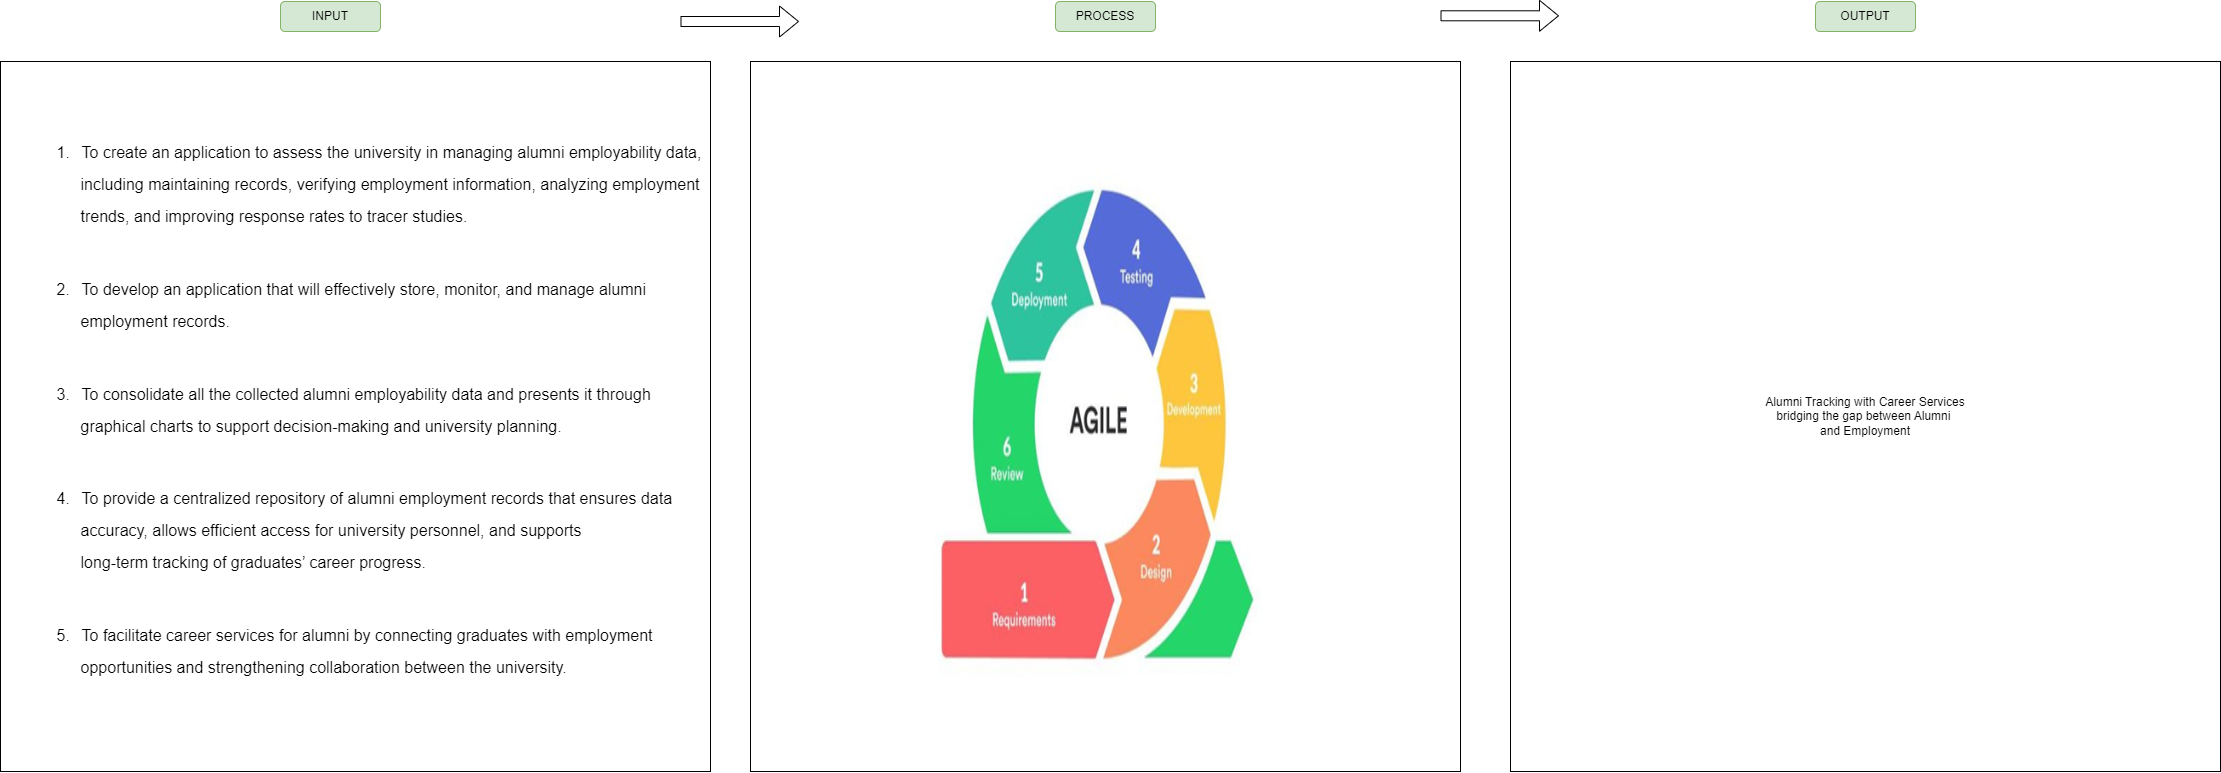 INPUT
PROCESS
OUTPUT
1. To create an application to assess the university in managing alumni employability data,
including maintaining records, verifying employment information, analyzing employment
trends, and improving response rates to tracer studies.
2. To develop an application that will effectively store, monitor, and manage alumni
employment records.
3. To consolidate all the collected alumni employability data and presents it through
graphical charts to support decision-making and university planning.
4. To provide a centralized repository of alumni employment records that ensures data
accuracy, allows efficient access for university personnel, and supports
long-term tracking of graduates’ career progress.
5. To facilitate career services for alumni by connecting graduates with employment
opportunities and strengthening collaboration between the university.
AGILE
1
Requirements
2
Design
3
Development
4
Testing
5
Deployment
6
Review
Alumni Tracking with Career Services
bridging the gap between Alumni
and Employment